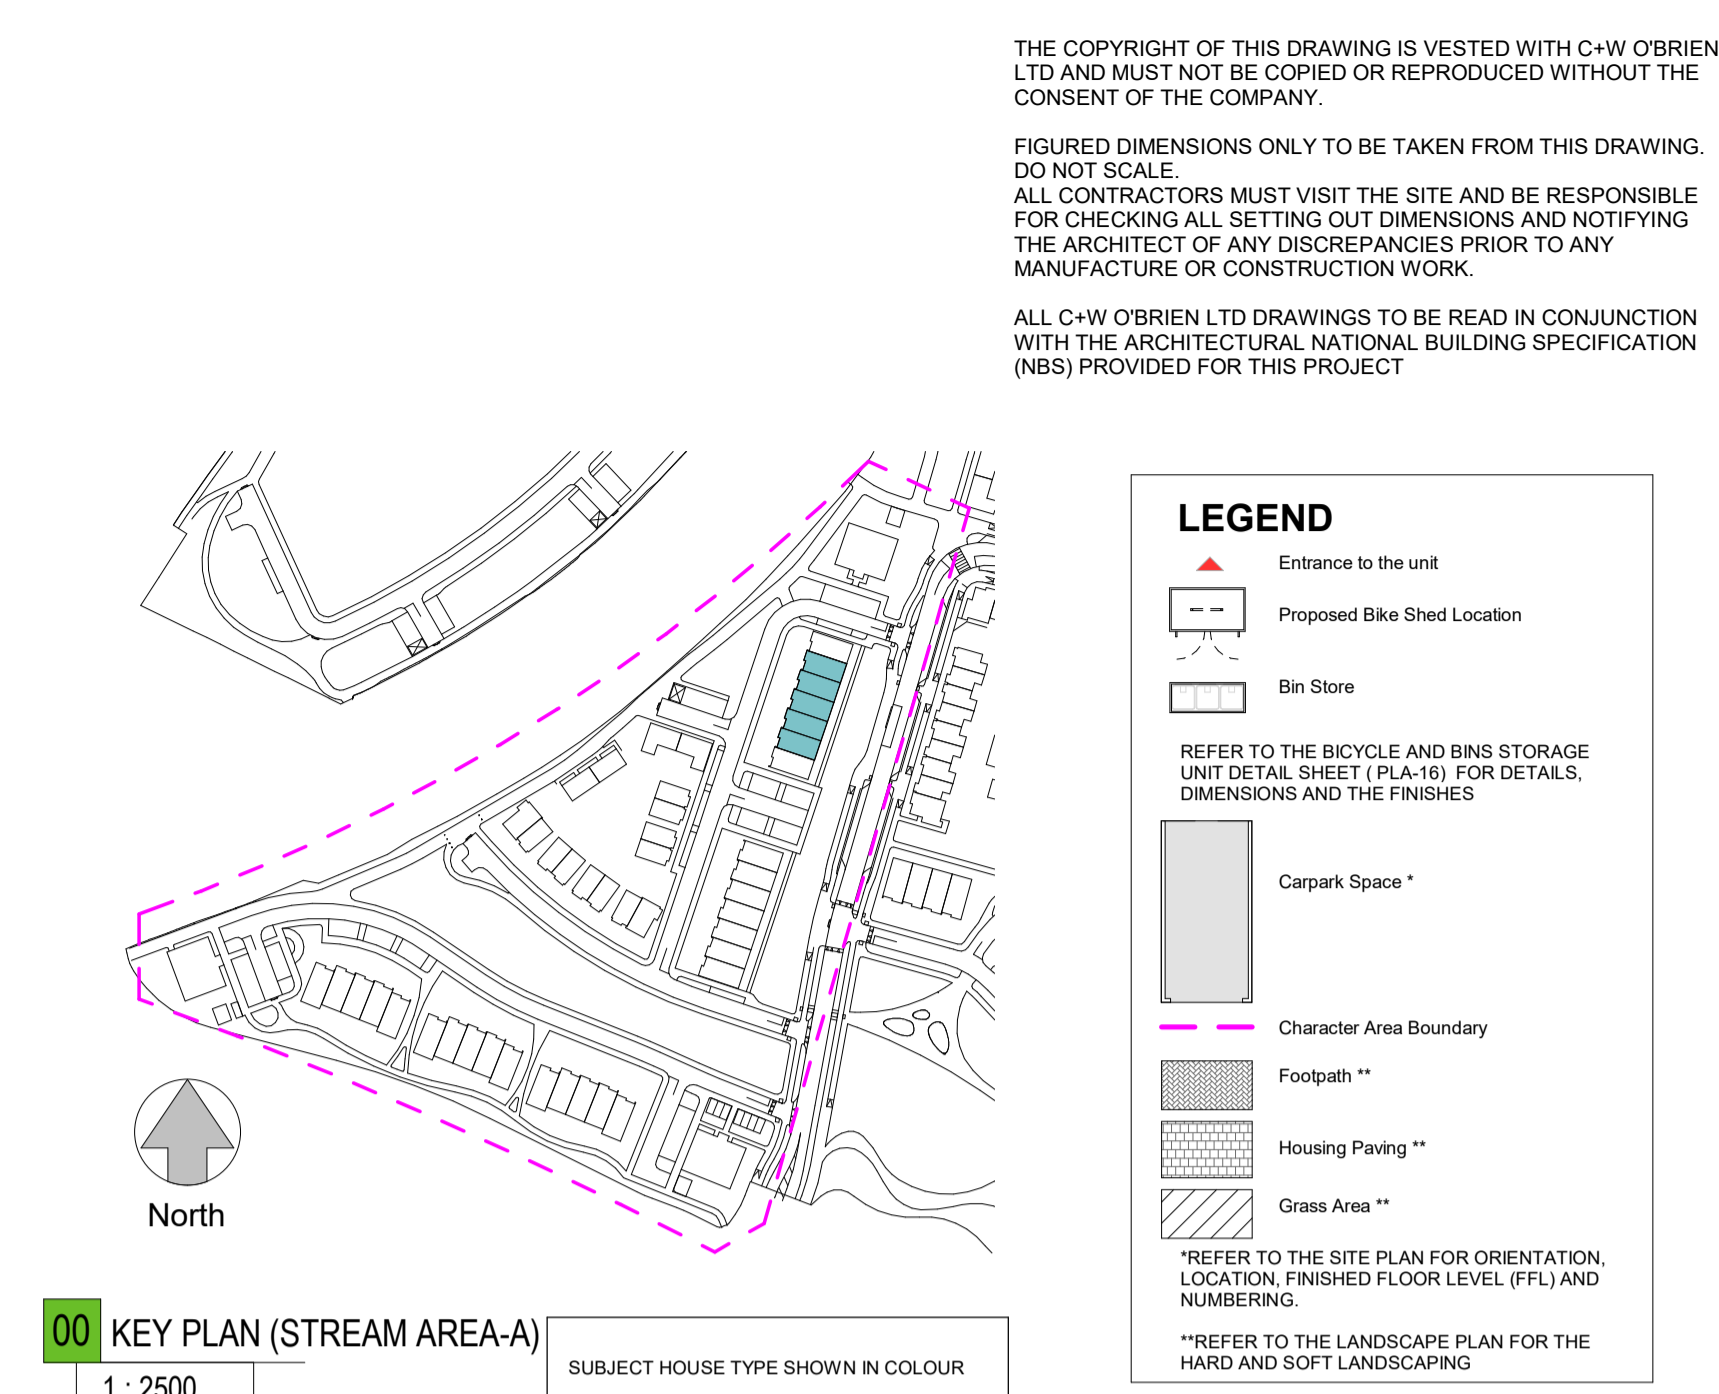 THE COPYRIGHT OF THIS DRAWING IS VESTED WITH C+W O'BRIEN
LTD AND MUST NOT BE COPIED OR REPRODUCED WITHOUT THE
CONSENT OF THE COMPANY.
FIGURED DIMENSIONS ONLY TO BE TAKEN FROM THIS DRAWING.
DO NOT SCALE.
ALL CONTRACTORS MUST VISIT THE SITE AND BE RESPONSIBLE
FOR CHECKING ALL SETTING OUT DIMENSIONS AND NOTIFYING
THE ARCHITECT OF ANY DISCREPANCIES PRIOR TO ANY
MANUFACTURE OR CONSTRUCTION WORK.
ALL C+W O'BRIEN LTD DRAWINGS TO BE READ IN CONJUNCTION
WITH THE ARCHITECTURAL NATIONAL BUILDING SPECIFICATION
(NBS) PROVIDED FOR THIS PROJECT
North
00 KEY PLAN (STREAM AREA-A)
1 : 2500
SUBJECT HOUSE TYPE SHOWN IN COLOUR
LEGEND
Entrance to the unit
Proposed Bike Shed Location
Bin Store
REFER TO THE BICYCLE AND BINS STORAGE
UNIT DETAIL SHEET ( PLA-16) FOR DETAILS,
DIMENSIONS AND THE FINISHES
Carpark Space *
Character Area Boundary
Footpath **
Housing Paving **
Grass Area **
*REFER TO THE SITE PLAN FOR ORIENTATION,
LOCATION, FINISHED FLOOR LEVEL (FFL) AND
NUMBERING.
**REFER TO THE LANDSCAPE PLAN FOR THE
HARD AND SOFT LANDSCAPING